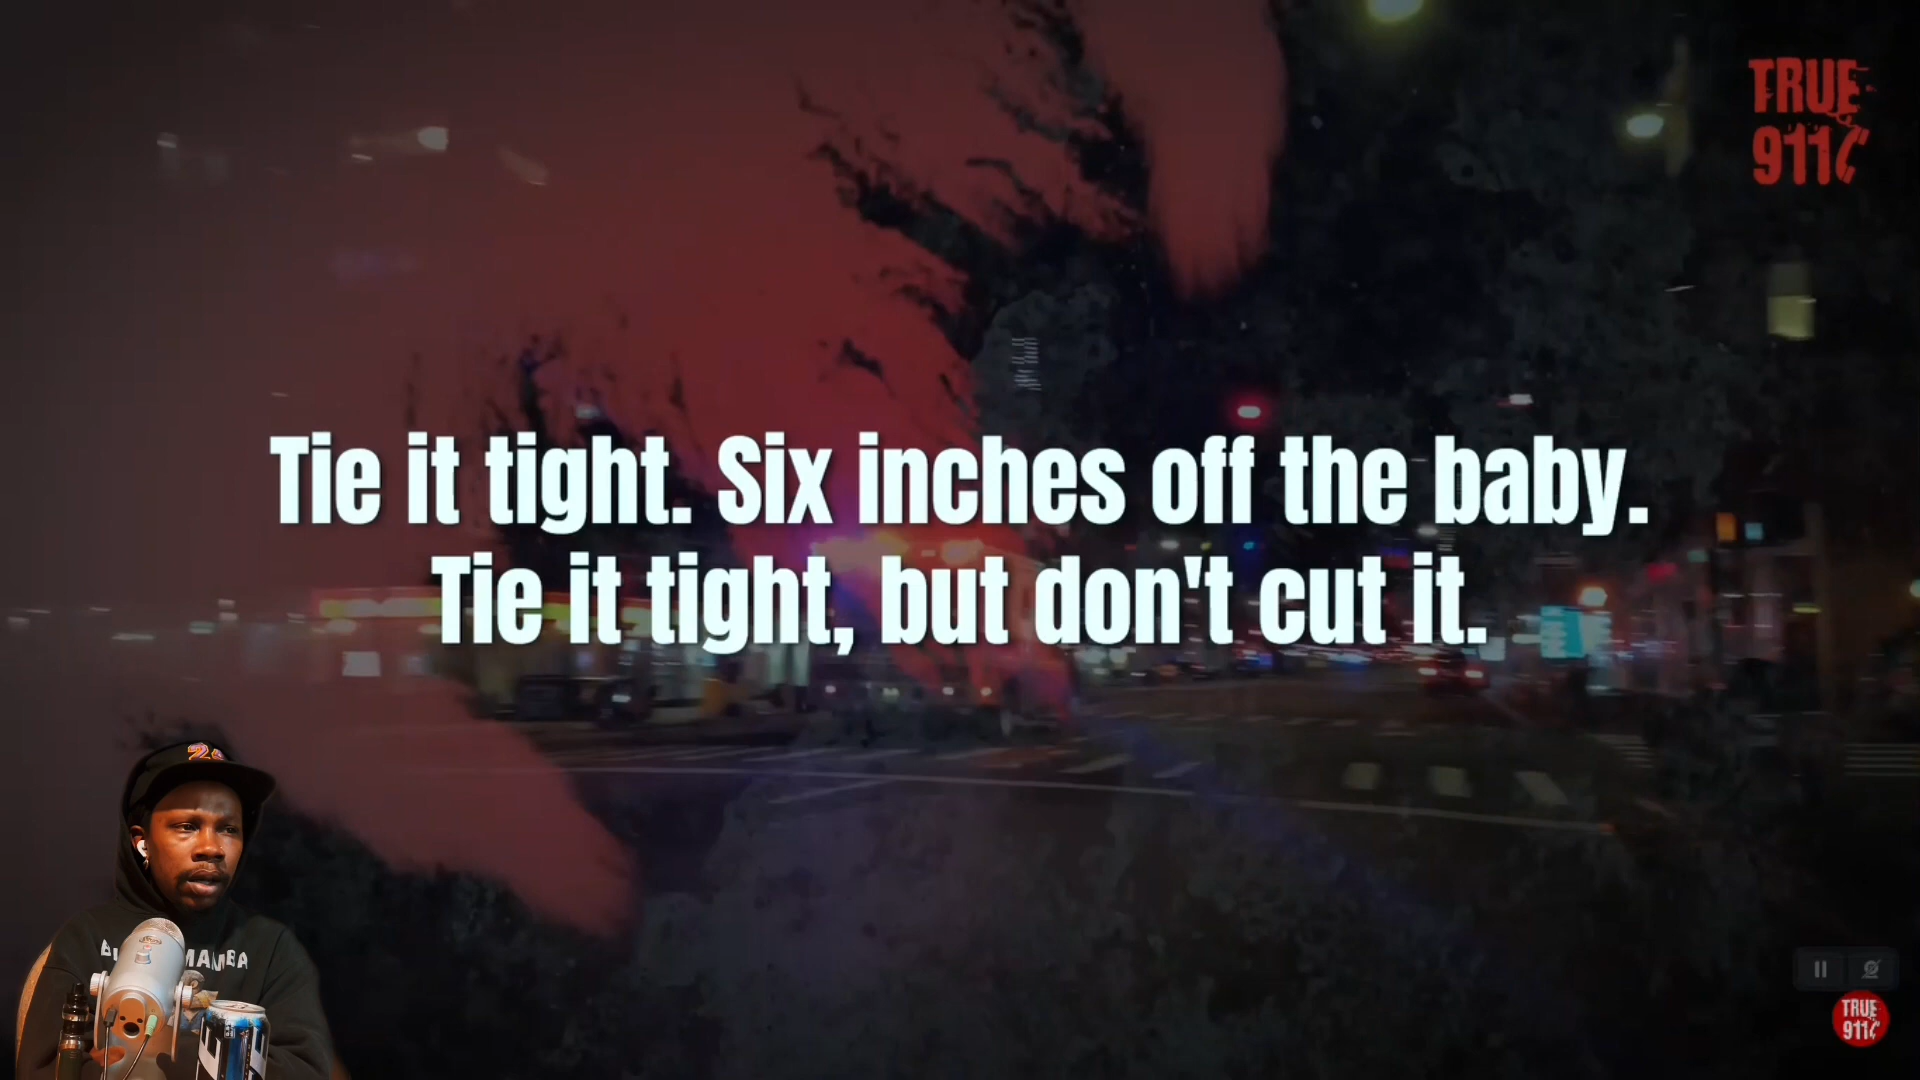 TRUE
911
Tie it tight. Six inches off the baby.
Tie it tight, but don't cut it.
MAMBA
TRUE
911